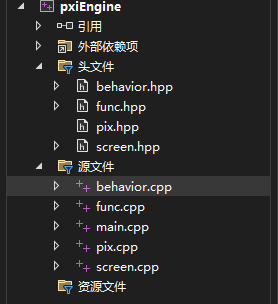 pxiEngine
引用
外部依赖项
头文件
behavior.hpp
func.hpp
pix.hpp
screen.hpp
源文件
behavior.cpp
func.cpp
main.cpp
pix.cpp
screen.cpp
资源文件